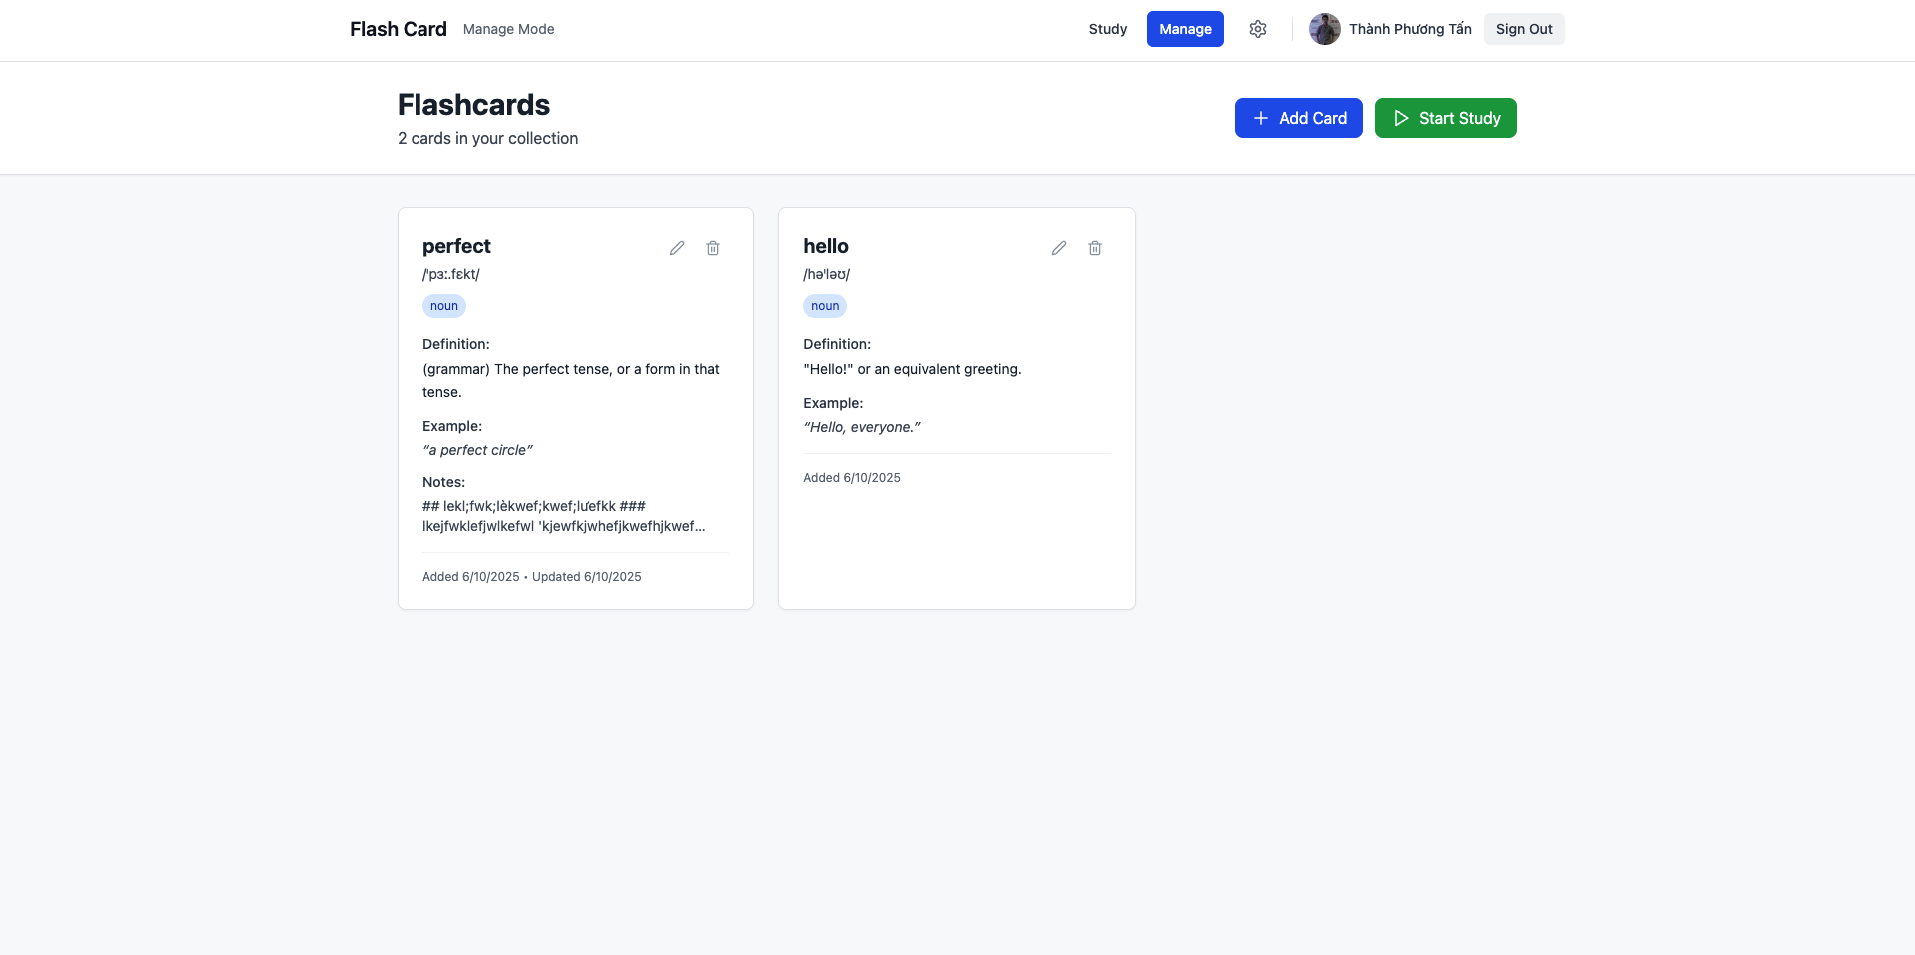 Flash Card
Manage Mode
Study
Manage
Thành Phương Tấn
Sign Out
Flashcards
2 cards in your collection
Add Card
Start Study
perfect
/ˈpɜː.fɛkt/
noun
Definition:
(grammar) The perfect tense, or a form in that
tense.
Example:
“a perfect circle”
Notes:
## lekl;fwk;lèkwef;kwef;lưefkk ###
lkejfwklefjwlkefwl 'kjewfkjwhefjkwefhjkwef...
Added 6/10/2025 • Updated 6/10/2025
hello
/həˈləʊ/
noun
Definition:
"Hello!" or an equivalent greeting.
Example:
“Hello, everyone.”
Added 6/10/2025